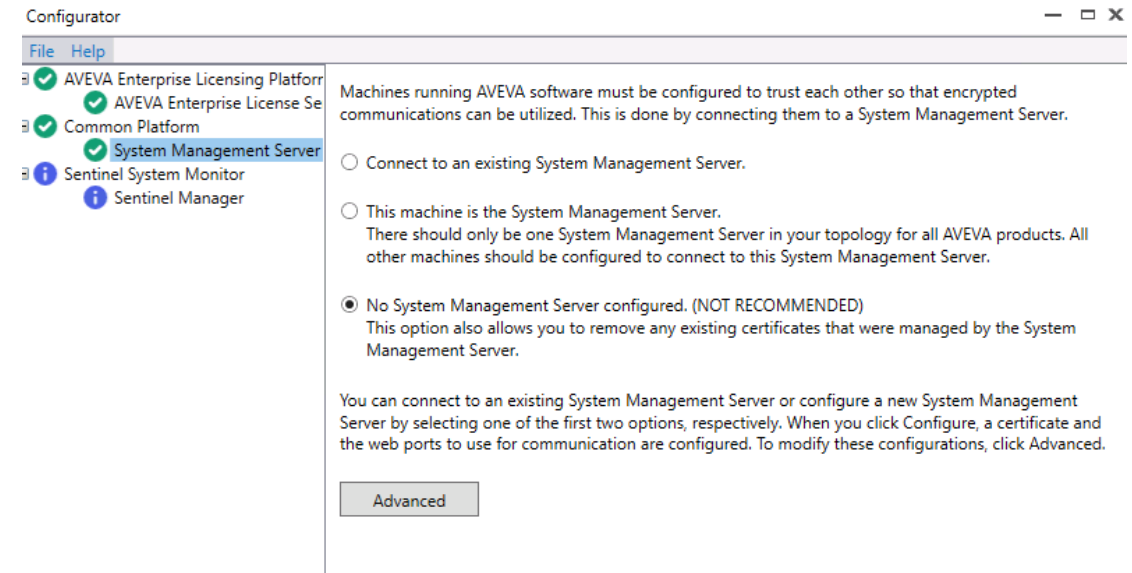 Configurator
File Help
AVEVA Enterprise Licensing Platforr
AVEVA Enterprise License Se
Common Platform
System Management Server
Sentinel System Monitor
Sentinel Manager
Machines running AVEVA software must be configured to trust each other so that encrypted
communications can be utilized. This is done by connecting them to a System Management Server.
Connect to an existing System Management Server.
This machine is the System Management Server.
There should only be one System Management Server in your topology for all AVEVA products. All
other machines should be configured to connect to this System Management Server.
No System Management Server configured. (NOT RECOMMENDED)
This option also allows you to remove any existing certificates that were managed by the System
Management Server.
You can connect to an existing System Management Server or configure a new System Management
Server by selecting one of the first two options, respectively. When you click Configure, a certificate and
the web ports to use for communication are configured. To modify these configurations, click Advanced.
Advanced